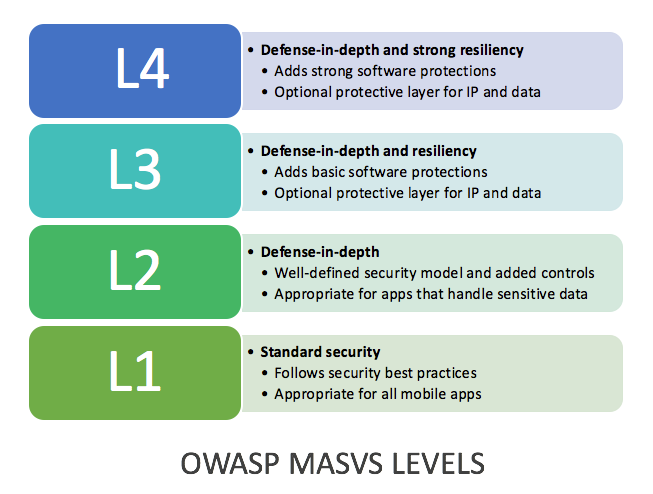 L4
• Defense-in-depth and strong resiliency
• Adds strong software protections
• Optional protective layer for IP and data
L3
• Defense-in-depth and resiliency
• Adds basic software protections
• Optional protective layer for IP and data
L2
• Defense-in-depth
• Well-defined security model and added controls
• Appropriate for apps that handle sensitive data
L1
• Standard security
• Follows security best practices
• Appropriate for all mobile apps
OWASP MASVS LEVELS